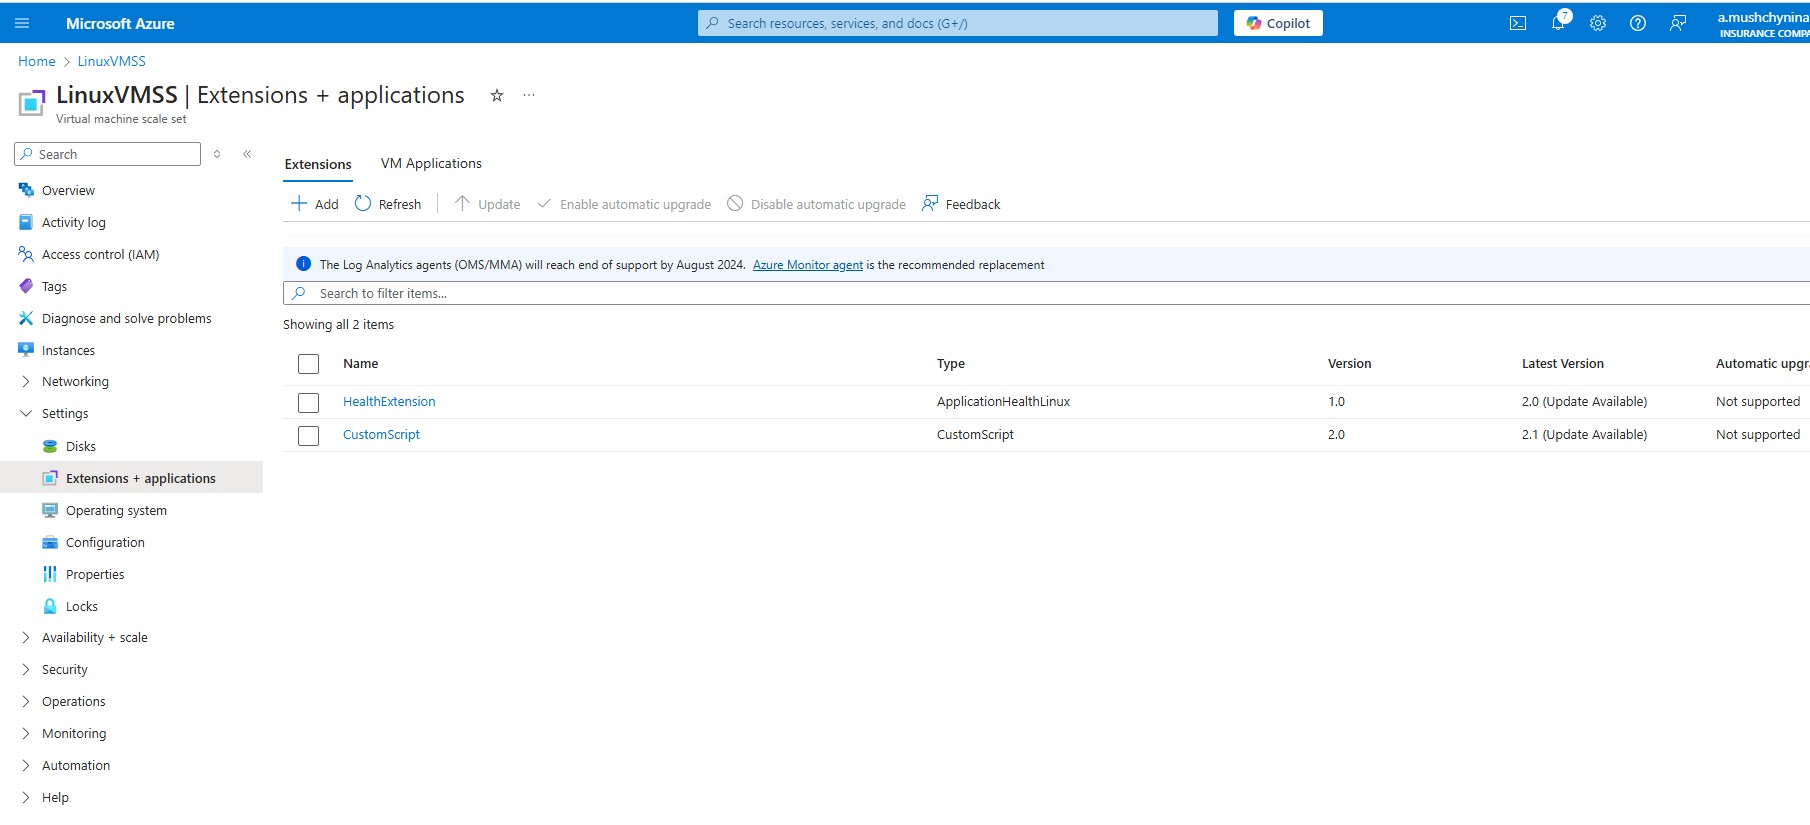 Microsoft Azure
Search resources, services, and docs (G+/)
Copilot
7
a.mushchynina
INSURANCE COMPA
Home > LinuxVMSS
LinuxVMSS | Extensions + applications
Virtual machine scale set
Search
Overview
Activity log
Access control (IAM)
Tags
Diagnose and solve problems
Instances
Networking
Settings
Disks
Extensions + applications
Operating system
Configuration
Properties
Locks
Availability + scale
Security
Operations
Monitoring
Automation
Help
Extensions VM Applications
Add Refresh Update Enable automatic upgrade Disable automatic upgrade Feedback
The Log Analytics agents (OMS/MMA) will reach end of support by August 2024. Azure Monitor agent is the recommended replacement
Search to filter items...
Showing all 2 items
Name Type Version Latest Version Automatic upgra
HealthExtension ApplicationHealthLinux 1.0 2.0 (Update Available) Not supported
CustomScript CustomScript 2.0 2.1 (Update Available) Not supported